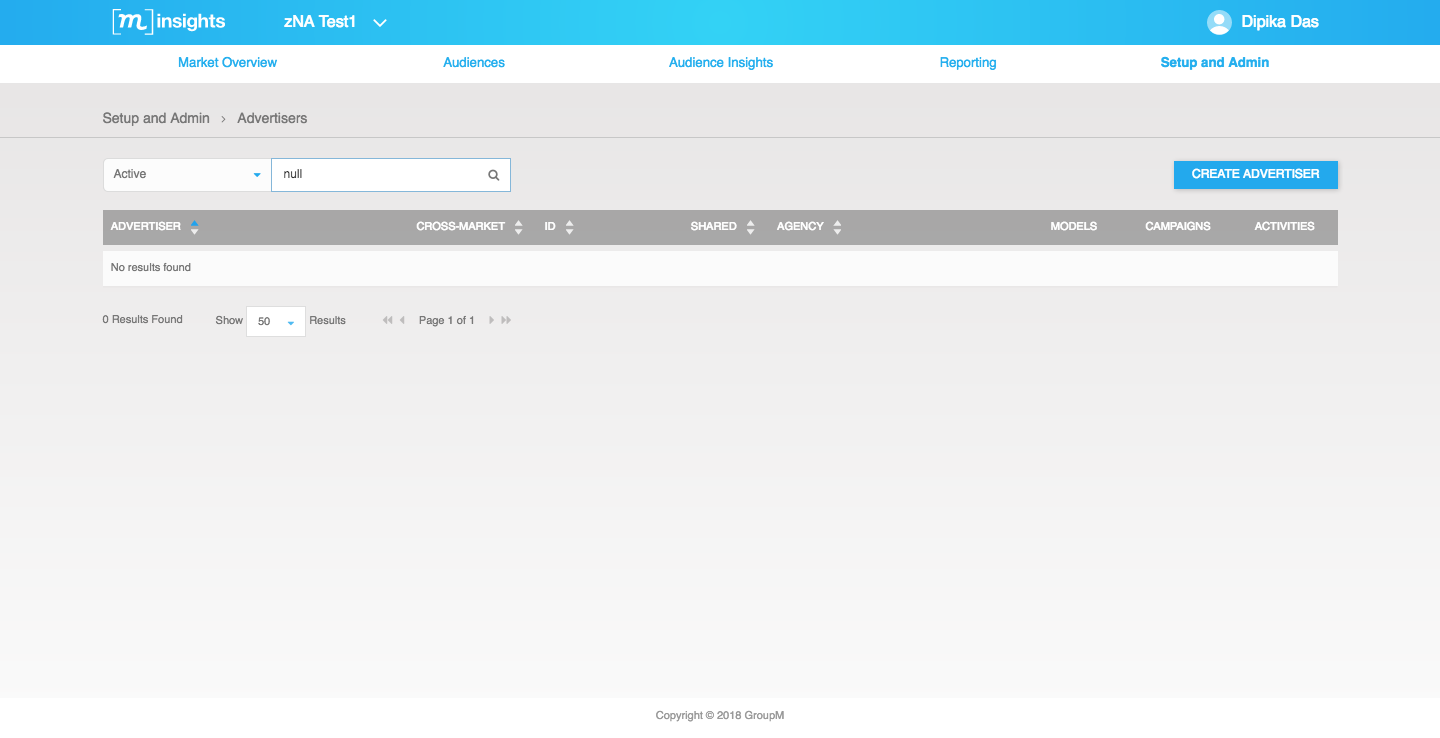 [m]insights zNA Test1 Dipika Das
Market Overview Audiences Audience Insights Reporting Setup and Admin
Setup and Admin › Advertisers
Active null CREATE ADVERTISER
ADVERTISER CROSS-MARKET ID SHARED AGENCY MODELS CAMPAIGNS ACTIVITIES
No results found
0 Results Found Show 50 Results Page 1 of 1
Copyright © 2018 GroupM